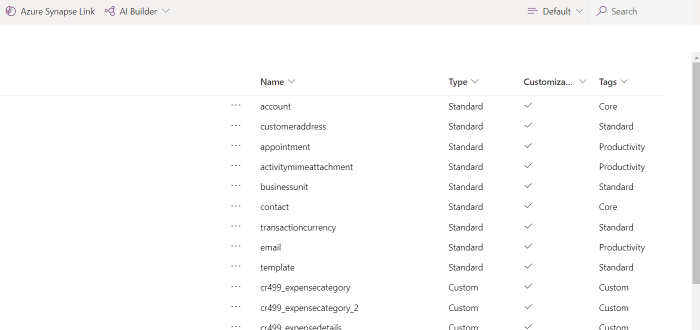 Azure Synapse Link AI Builder Default Search
Name Type Customiza... Tags
... account Standard Core
... customeraddress Standard Standard
... appointment Standard Productivity
... activitymimeattachment Standard Productivity
... businessunit Standard Standard
... contact Standard Core
... transactioncurrency Standard Standard
... email Standard Productivity
... template Standard Standard
... cr499_expensecategory Custom Custom
... cr499_expensecategory_2 Custom Custom
cr499_expensedetails Custom Custom